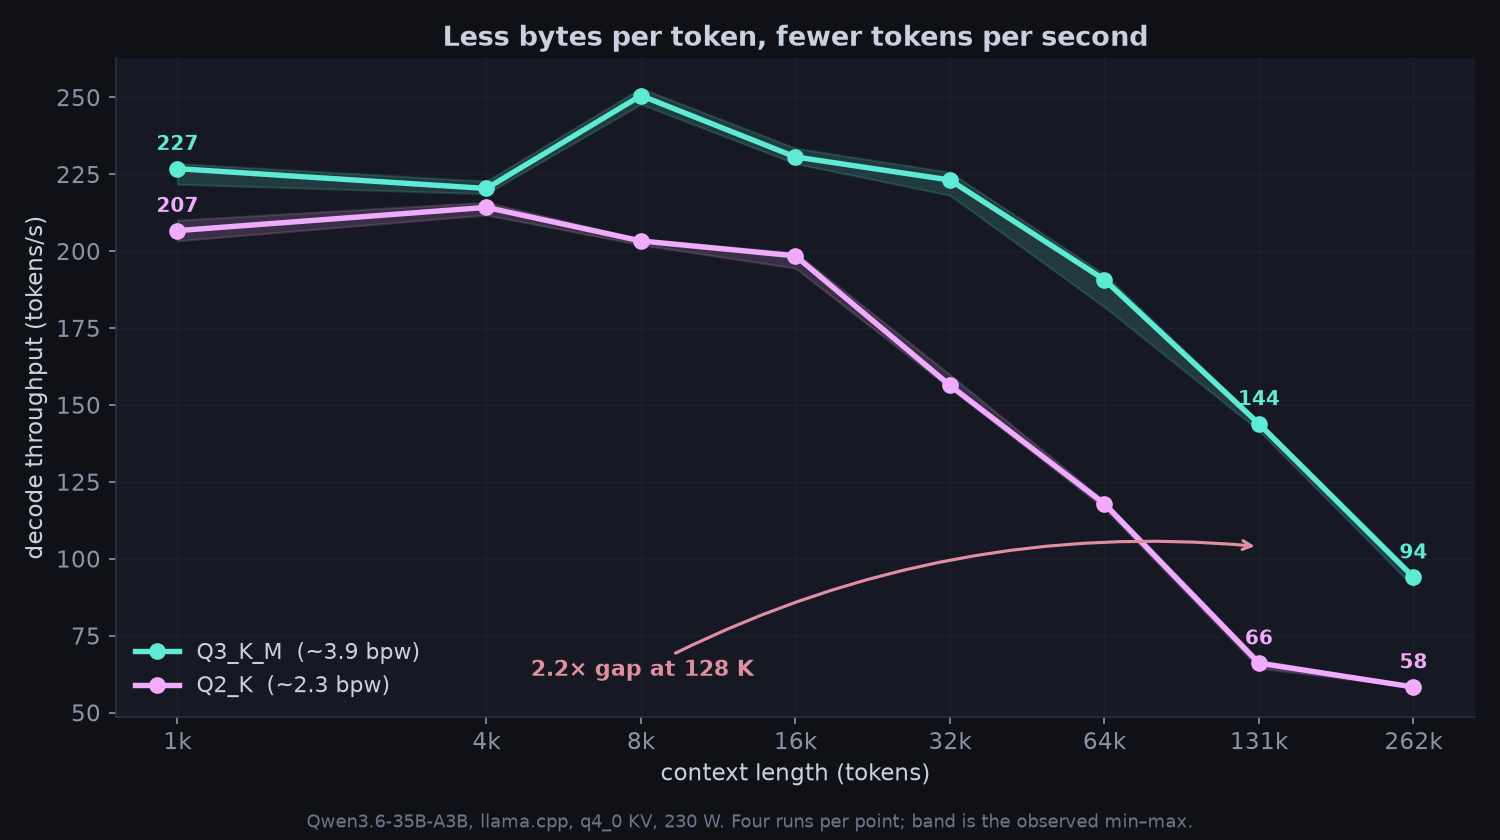 Less bytes per token, fewer tokens per second
decode throughput (tokens/s)
250
225
200
175
150
125
100
75
50
227
207
144
94
66
58
2.2× gap at 128 K
Q3_K_M (~3.9 bpw)
Q2_K (~2.3 bpw)
1k 4k 8k 16k 32k 64k 131k 262k
context length (tokens)
Qwen3.6-35B-A3B, llama.cpp, q4_0 KV, 230 W. Four runs per point; band is the observed min–max.